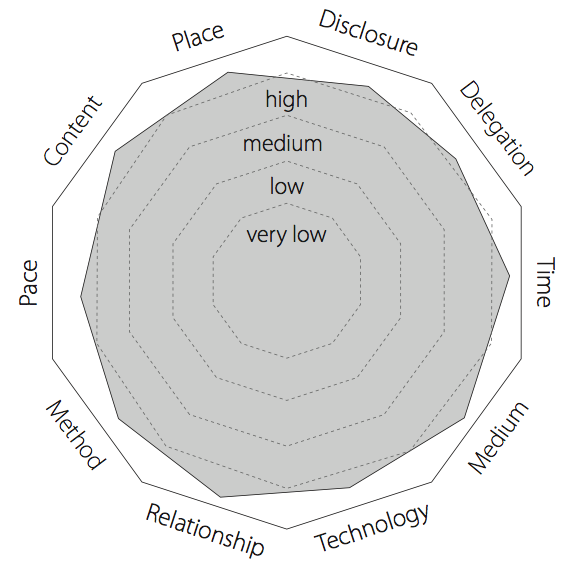 Place
Disclosure
Content
Delegation
high
medium
low
very low
Pace
Time
Method
Medium
Relationship
Technology